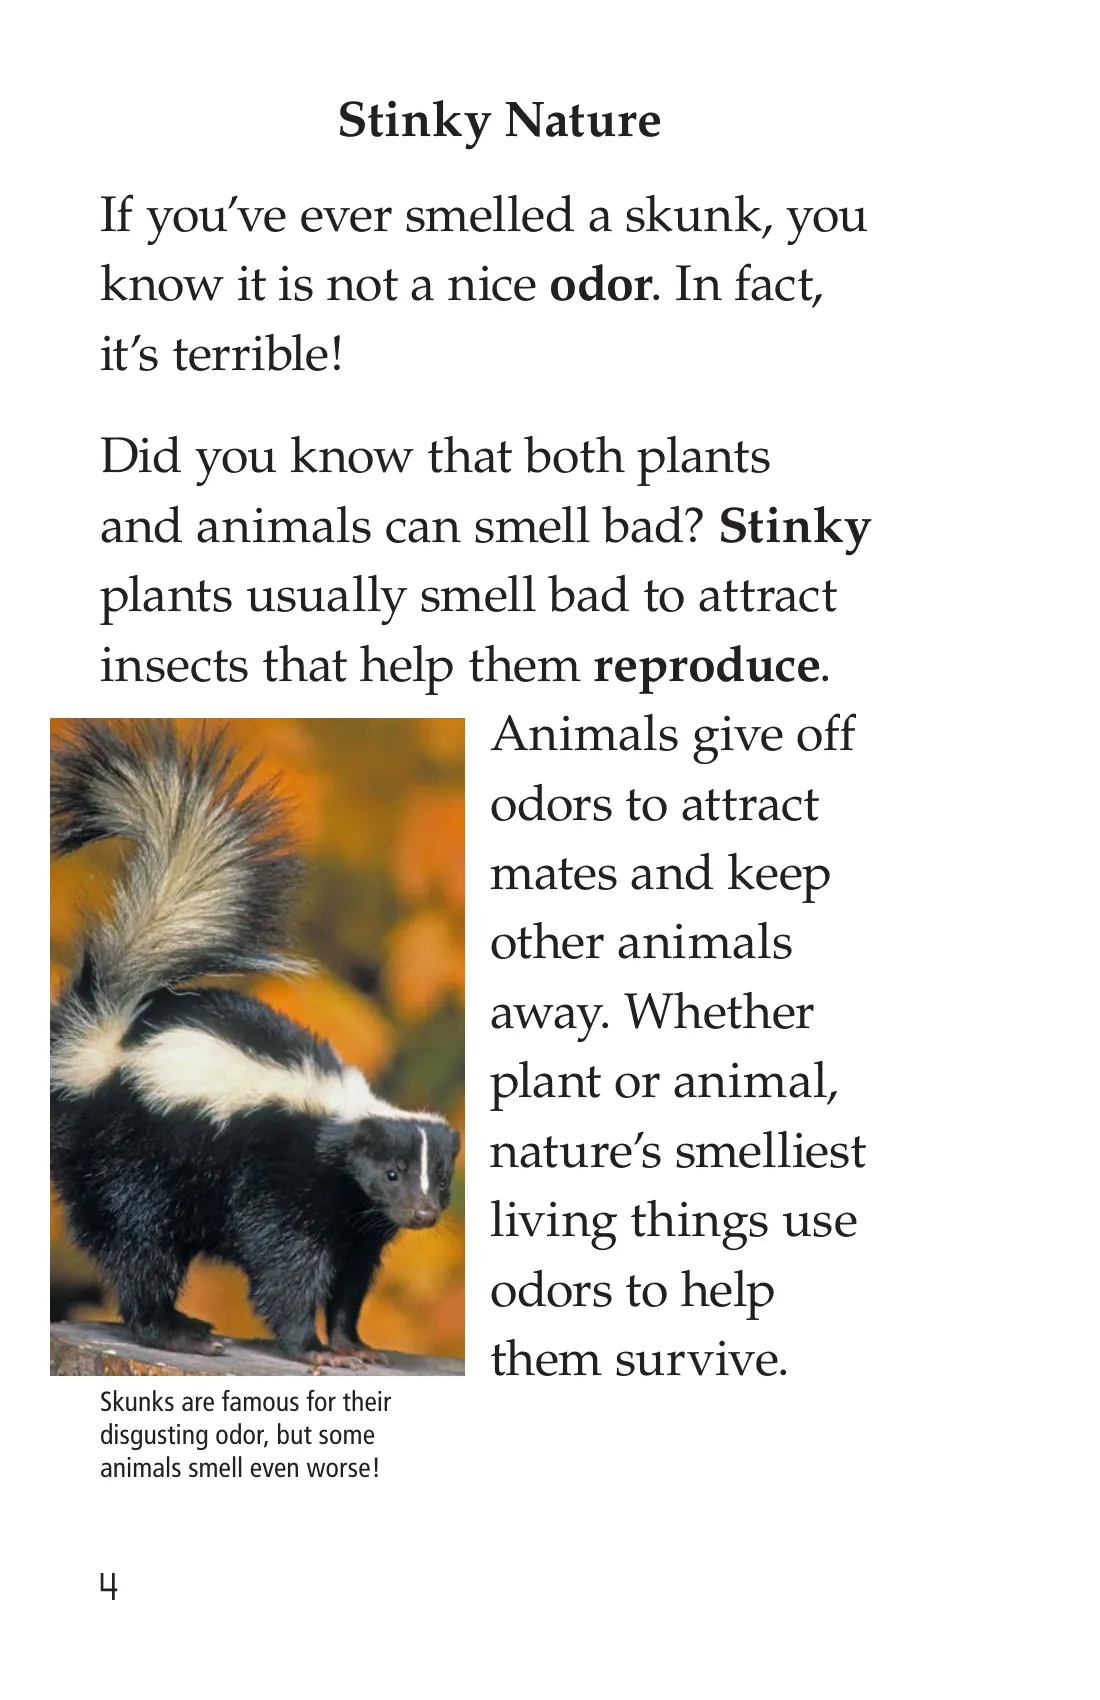 Stinky Nature
If you’ve ever smelled a skunk, you
know it is not a nice odor. In fact,
it’s terrible!
Did you know that both plants
and animals can smell bad? Stinky
plants usually smell bad to attract
insects that help them reproduce.
Animals give off
odors to attract
mates and keep
other animals
away. Whether
plant or animal,
nature’s smelliest
living things use
odors to help
them survive.
Skunks are famous for their
disgusting odor, but some
animals smell even worse!
4